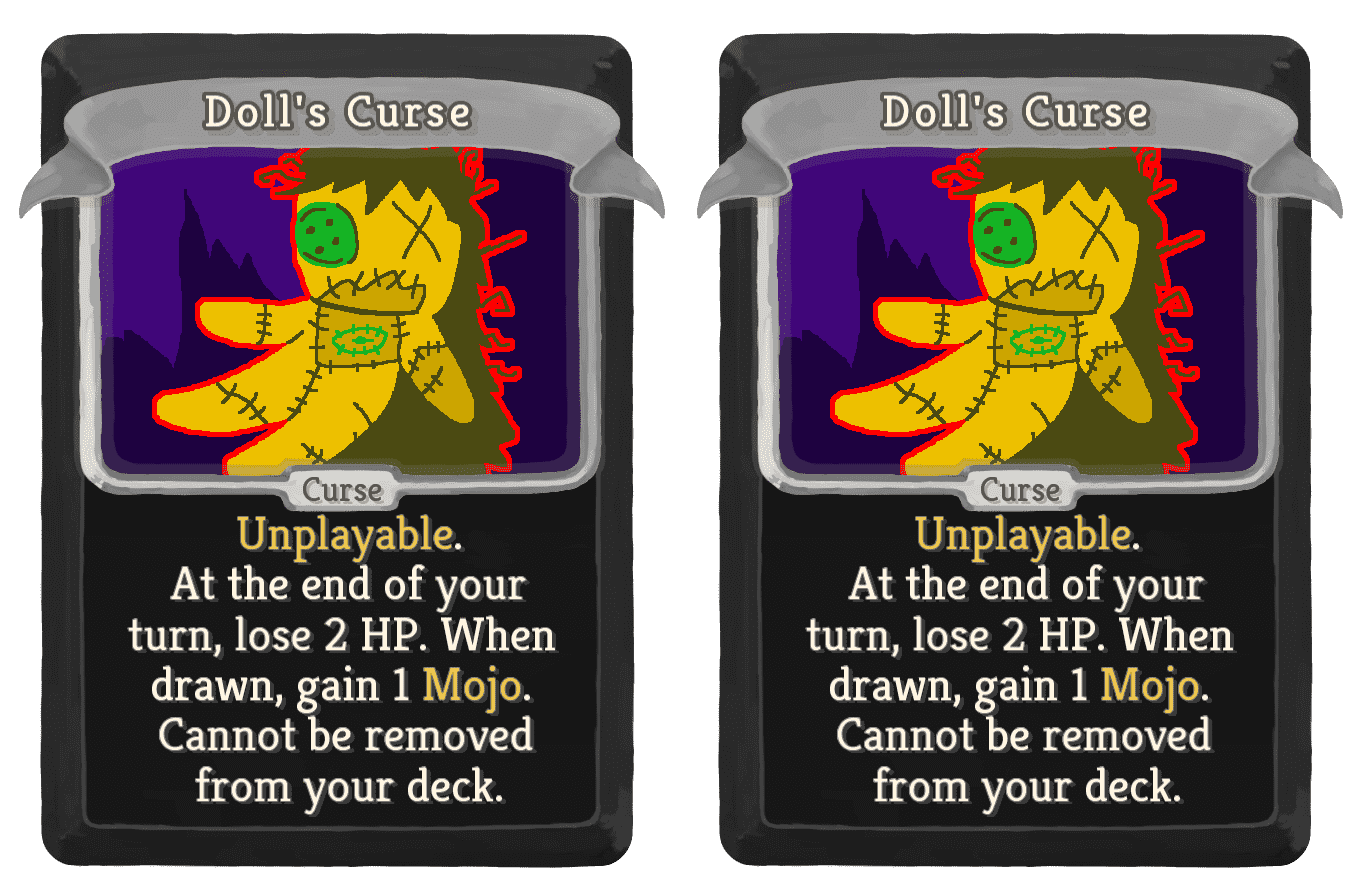 Doll's Curse
Curse
Unplayable.
At the end of your
turn, lose 2 HP. When
drawn, gain 1 Mojo.
Cannot be removed
from your deck.
Doll's Curse
Curse
Unplayable.
At the end of your
turn, lose 2 HP. When
drawn, gain 1 Mojo.
Cannot be removed
from your deck.